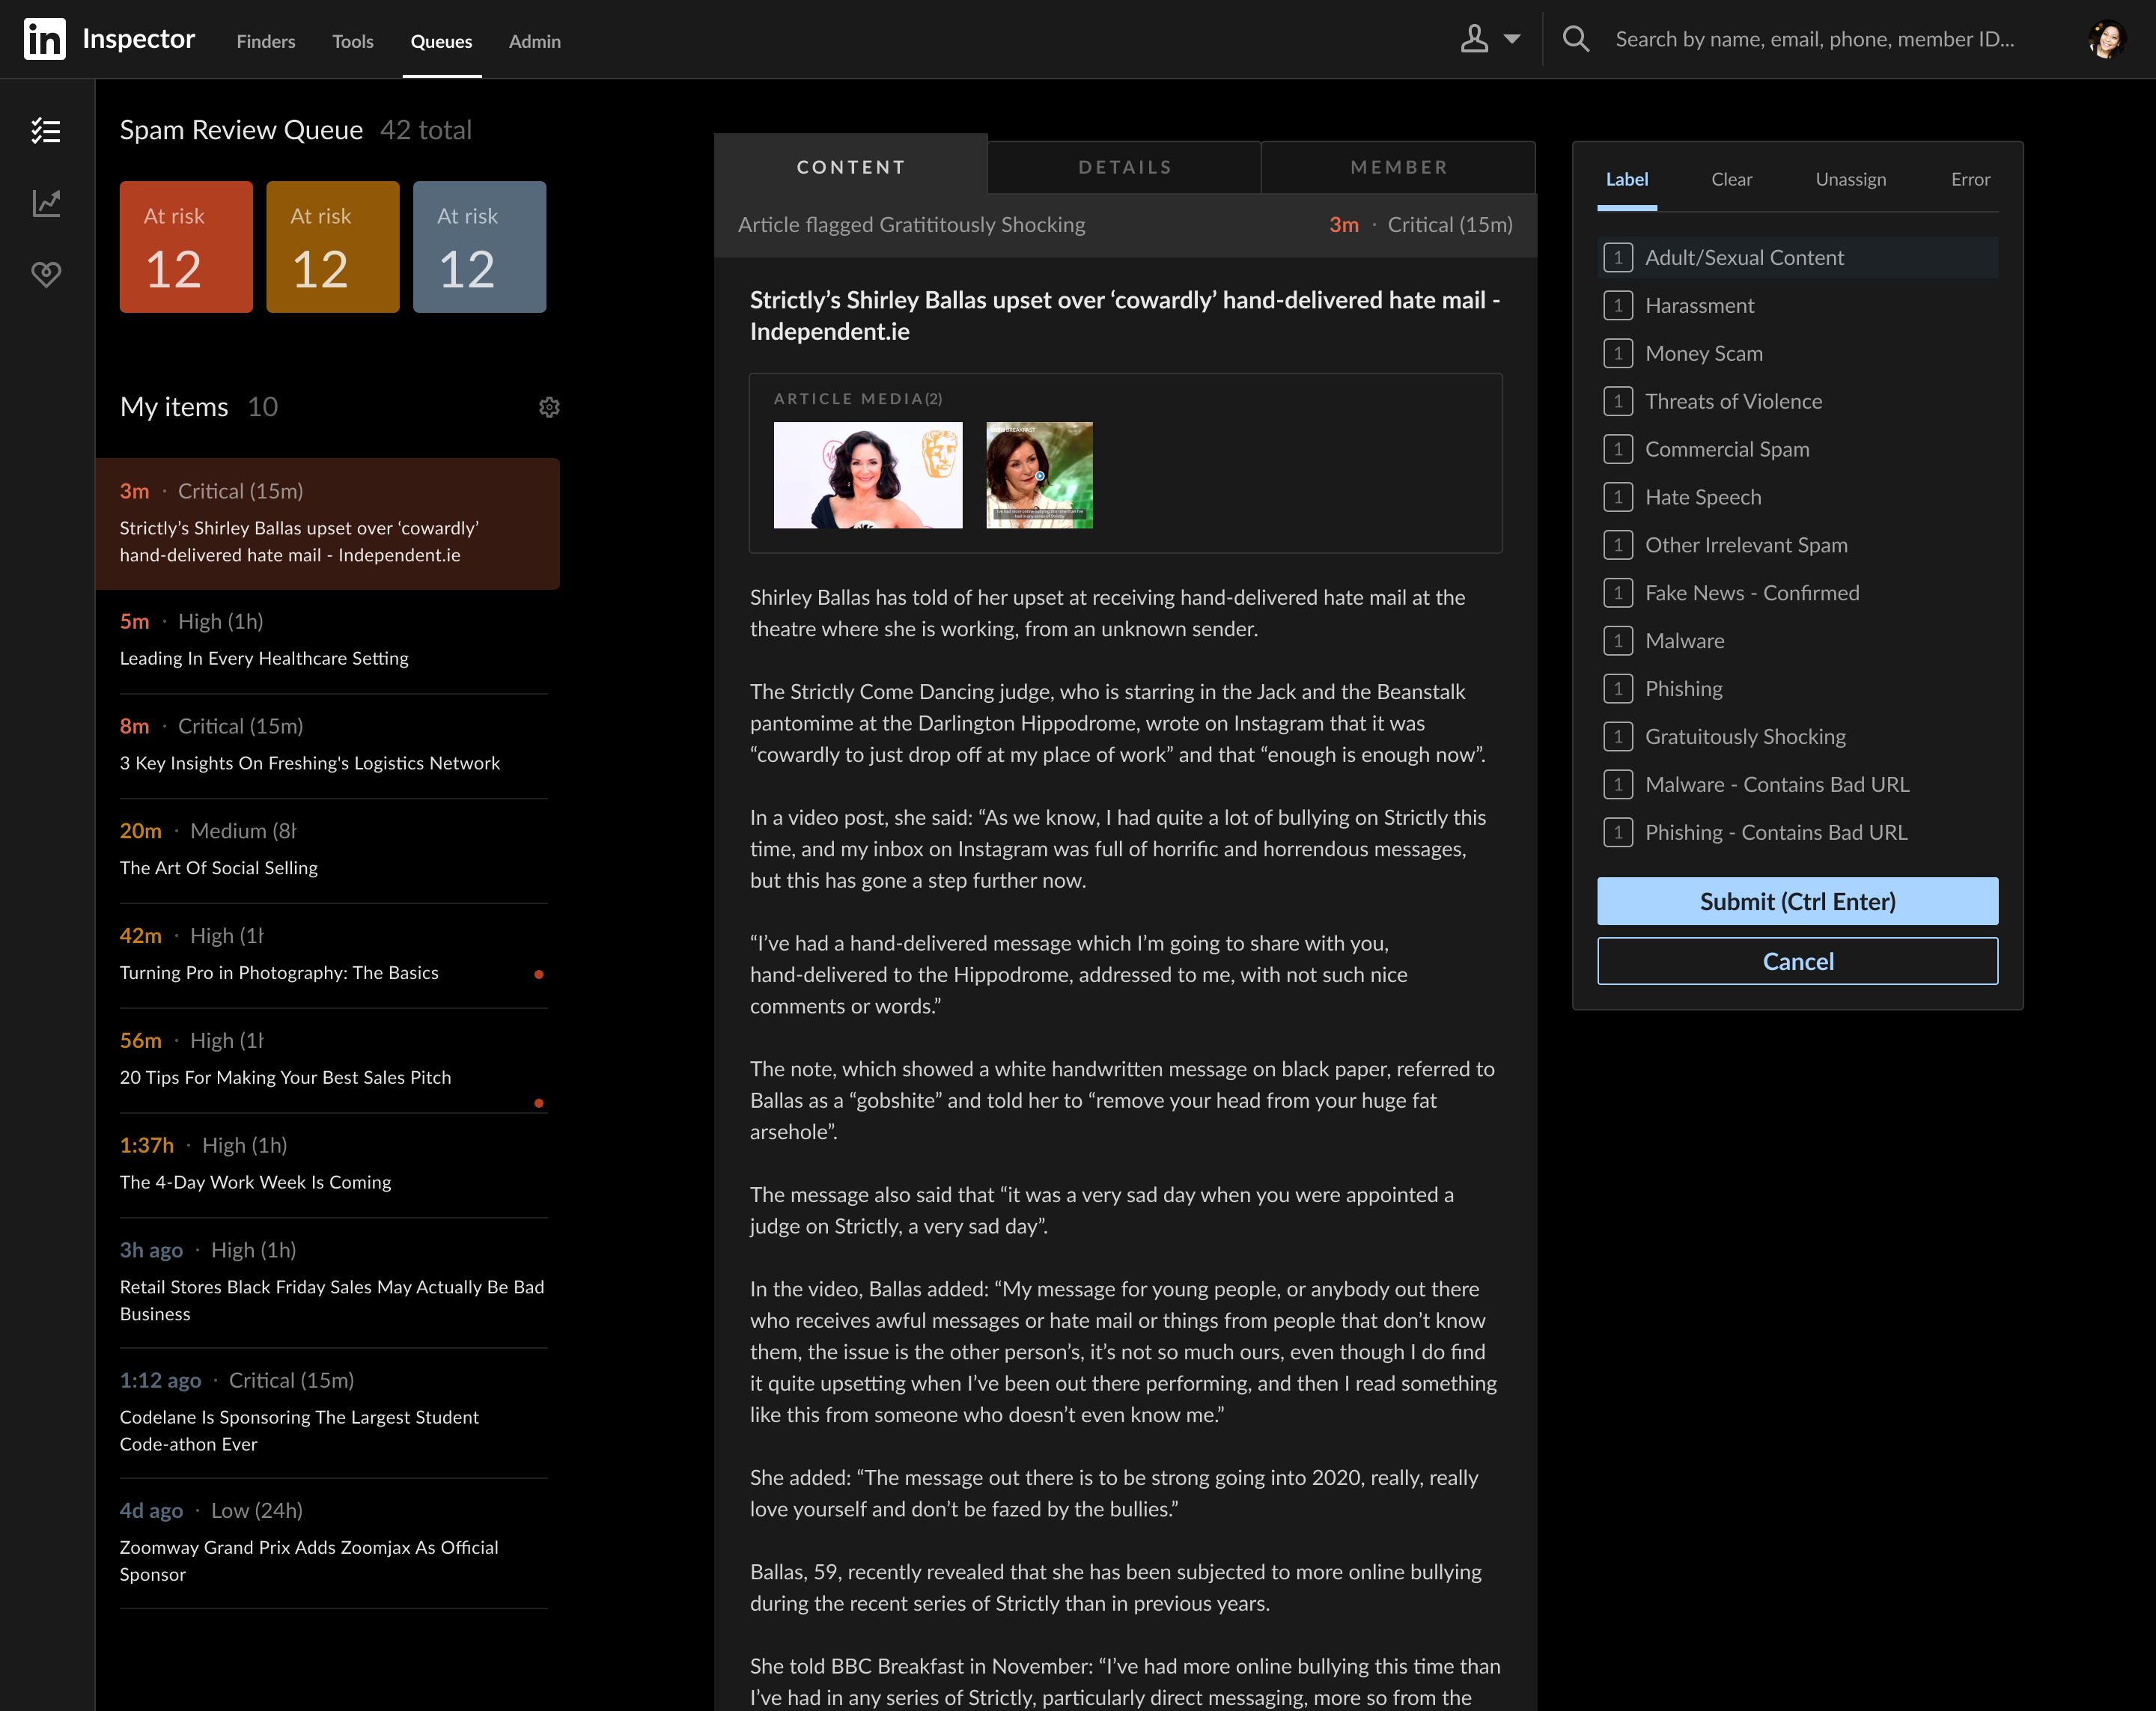 in Inspector
Finders
Tools
Queues
Admin
Search by name, email, phone, member ID...
Spam Review Queue 42 total
At risk
12
At risk
12
At risk
12
My items 10
3m · Critical (15m)
Strictly’s Shirley Ballas upset over ‘cowardly’
hand-delivered hate mail - Independent.ie
5m · High (1h)
Leading In Every Healthcare Setting
8m · Critical (15m)
3 Key Insights On Freshing's Logistics Network
20m · Medium (8h
The Art Of Social Selling
42m · High (1h
Turning Pro in Photography: The Basics
56m · High (1h
20 Tips For Making Your Best Sales Pitch
1:37h · High (1h)
The 4-Day Work Week Is Coming
3h ago · High (1h)
Retail Stores Black Friday Sales May Actually Be Bad
Business
1:12 ago · Critical (15m)
Codelane Is Sponsoring The Largest Student
Code-athon Ever
4d ago · Low (24h)
Zoomway Grand Prix Adds Zoomjax As Official
Sponsor
CONTENT
DETAILS
MEMBER
Article flagged Gratititously Shocking
3m · Critical (15m)
Strictly’s Shirley Ballas upset over ‘cowardly’ hand-delivered hate mail -
Independent.ie
ARTICLE MEDIA(2)
BREAKFAST
Shirley Ballas has told of her upset at receiving hand-delivered hate mail at the
theatre where she is working, from an unknown sender.
The Strictly Come Dancing judge, who is starring in the Jack and the Beanstalk
pantomime at the Darlington Hippodrome, wrote on Instagram that it was
“cowardly to just drop off at my place of work” and that “enough is enough now”.
In a video post, she said: “As we know, I had quite a lot of bullying on Strictly this
time, and my inbox on Instagram was full of horrific and horrendous messages,
but this has gone a step further now.
“I’ve had a hand-delivered message which I’m going to share with you,
hand-delivered to the Hippodrome, addressed to me, with not such nice
comments or words.”
The note, which showed a white handwritten message on black paper, referred to
Ballas as a “gobshite” and told her to “remove your head from your huge fat
arsehole”.
The message also said that “it was a very sad day when you were appointed a
judge on Strictly, a very sad day”.
In the video, Ballas added: “My message for young people, or anybody out there
who receives awful messages or hate mail or things from people that don’t know
them, the issue is the other person’s, it’s not so much ours, even though I do find
it quite upsetting when I’ve been out there performing, and then I read something
like this from someone who doesn’t even know me.”
She added: “The message out there is to be strong going into 2020, really, really
love yourself and don’t be fazed by the bullies.”
Ballas, 59, recently revealed that she has been subjected to more online bullying
during the recent series of Strictly than in previous years.
She told BBC Breakfast in November: “I’ve had more online bullying this time than
I’ve had in any series of Strictly, particularly direct messaging, more so from the
Label
Clear
Unassign
Error
1 Adult/Sexual Content
1 Harassment
1 Money Scam
1 Threats of Violence
1 Commercial Spam
1 Hate Speech
1 Other Irrelevant Spam
1 Fake News - Confirmed
1 Malware
1 Phishing
1 Gratuitously Shocking
1 Malware - Contains Bad URL
1 Phishing - Contains Bad URL
Submit (Ctrl Enter)
Cancel